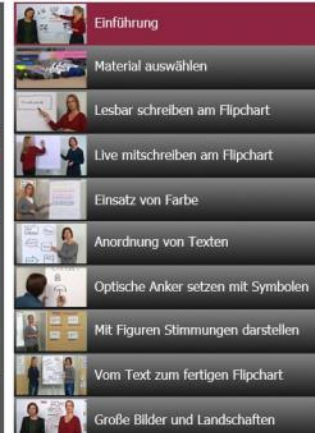 Einführung
Material auswählen
Lesbar schreiben am Flipchart
Live mitschreiben am Flipchart
Einsatz von Farbe
Anordnung von Texten
Optische Anker setzen mit Symbolen
Mit Figuren Stimmungen darstellen
Vom Text zum fertigen Flipchart
Große Bilder und Landschaften